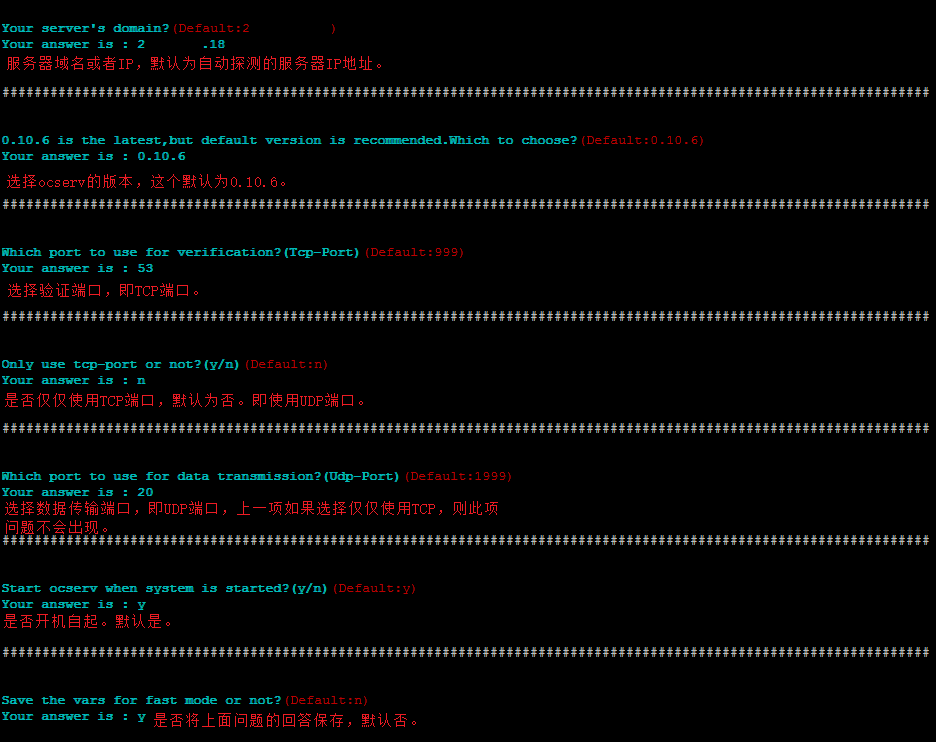 Your server's domain?(Default:2 )
Your answer is : 2 .18
服务器域名或者IP，默认为自动探测的服务器IP地址。
####################################################################################################################
0.10.6 is the latest,but default version is recommended.Which to choose?(Default:0.10.6)
Your answer is : 0.10.6
选择ocserv的版本，这个默认为0.10.6。
####################################################################################################################
Which port to use for verification?(Tcp-Port)(Default:999)
Your answer is : 53
选择验证端口，即TCP端口。
####################################################################################################################
Only use tcp-port or not?(y/n)(Default:n)
Your answer is : n
是否仅仅使用TCP端口，默认为否。即使用UDP端口。
####################################################################################################################
Which port to use for data transmission?(Udp-Port)(Default:1999)
Your answer is : 20
选择数据传输端口，即UDP端口，上一项如果选择仅仅使用TCP，则此项
问题不会出现。
####################################################################################################################
Start ocserv when system is started?(y/n)(Default:y)
Your answer is : y
是否开机自起。默认是。
####################################################################################################################
Save the vars for fast mode or not?(Default:n)
Your answer is : y 是否将上面问题的回答保存，默认否。